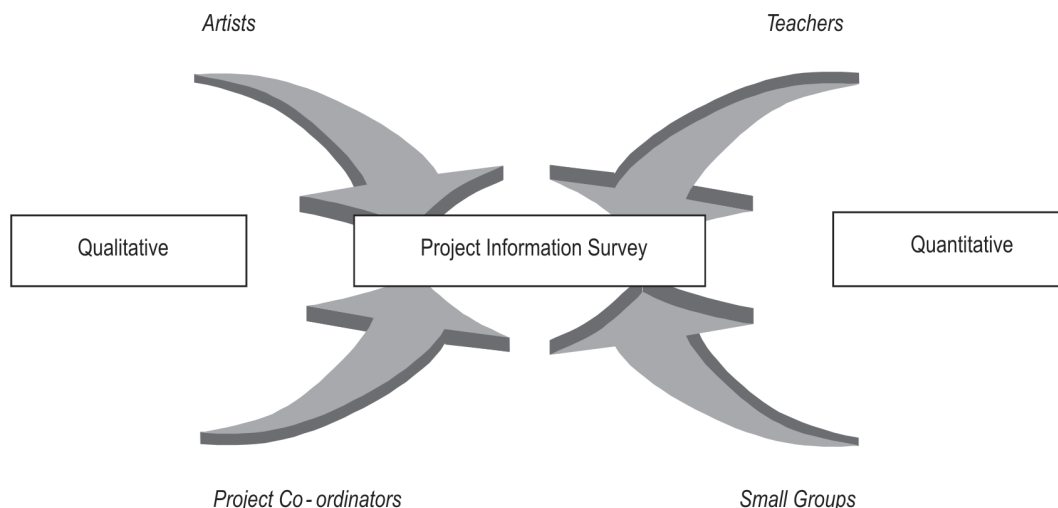 Artists
Teachers
Qualitative
Project Information Survey
Quantitative
Project Co - ordinators
Small Groups